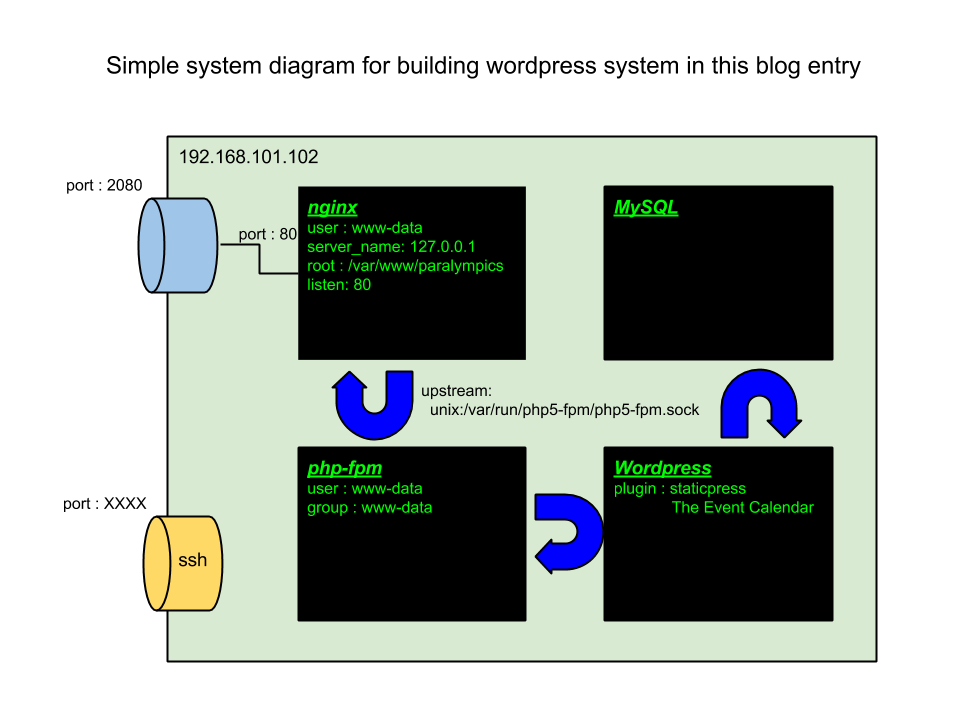 Simple system diagram for building wordpress system in this blog entry
192.168.101.102
port : 2080
port : 80
nginx
user : www-data
server_name: 127.0.0.1
root : /var/www/paralympics
listen: 80
MySQL
upstream:
unix:/var/run/php5-fpm/php5-fpm.sock
php-fpm
user : www-data
group : www-data
Wordpress
plugin : staticpress
The Event Calendar
port : XXXX
ssh